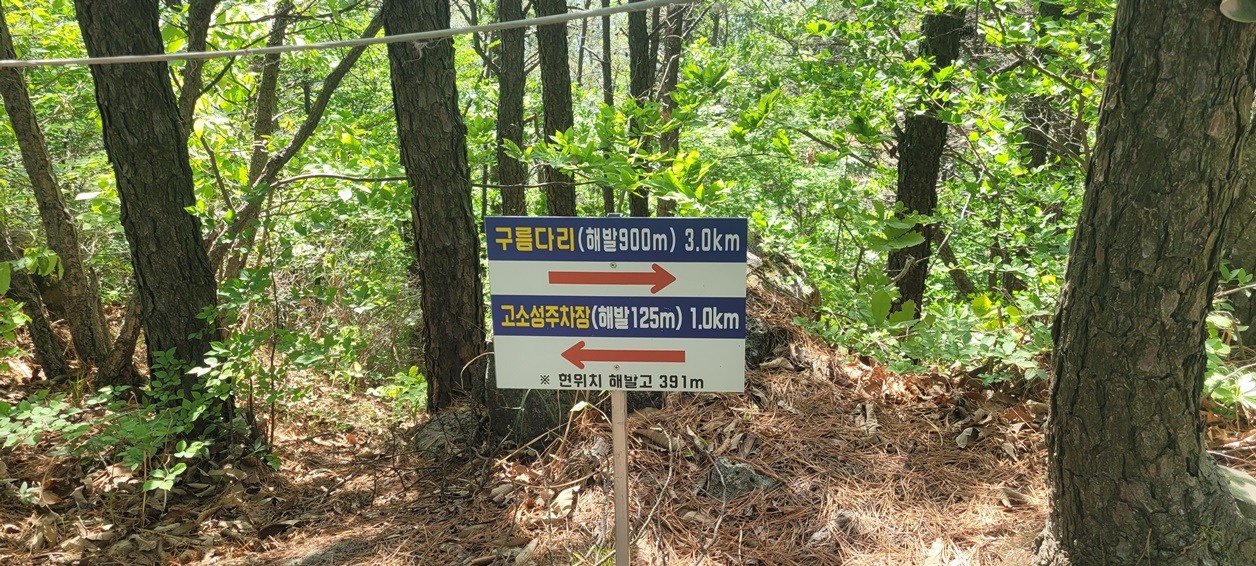 구름다리(해발900m) 3.0km
고소성주차장(해발125m) 1.0km
※ 현위치 해발고 391m